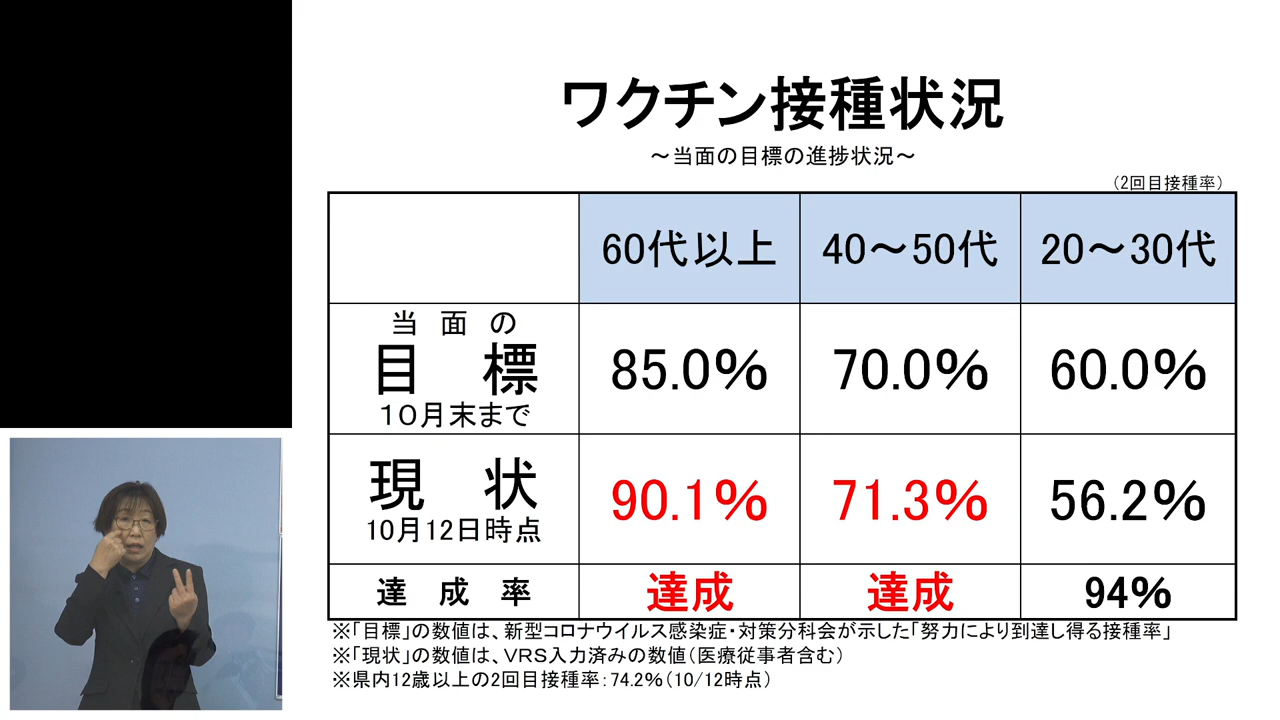 ワクチン接種状況
～当面の目標の進捗状況～
（2回目接種率）
60代以上 40～50代 20～30代
当 面 の
目 標
10月末まで
85.0% 70.0% 60.0%
現 状
10月12日時点
90.1% 71.3% 56.2%
達 成 率 達成 達成 94%
※「目標」の数値は、新型コロナウイルス感染症・対策分科会が示した「努力により到達し得る接種率」
※「現状」の数値は、VRS入力済みの数値（医療従事者含む）
※県内12歳以上の2回目接種率：74.2%（10/12時点）